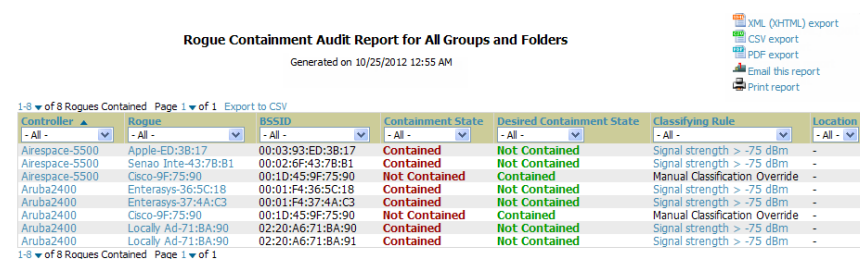 XML (XHTML) export
CSV export
PDF export
Email this report
Print report
Rogue Containment Audit Report for All Groups and Folders
Generated on 10/25/2012 12:55 AM
1-8 of 8 Rogues Contained Page 1 of 1 Export to CSV
Controller Rogue BSSID Containment State Desired Containment State Classifying Rule Location
- All - - All - - All - - All - - All - - All - - All -
Airespace-5500 Apple-ED:3B:17 00:03:93:ED:3B:17 Contained Not Contained Signal strength > -75 dBm -
Airespace-5500 Senao Inte-43:7B:B1 00:02:6F:43:7B:B1 Contained Not Contained Signal strength > -75 dBm -
Airespace-5500 Cisco-9F:75:90 00:1D:45:9F:75:90 Not Contained Contained Manual Classification Override -
Aruba2400 Enterasys-36:5C:18 00:01:F4:36:5C:18 Contained Not Contained Signal strength > -75 dBm -
Aruba2400 Enterasys-37:4A:C3 00:01:F4:37:4A:C3 Contained Not Contained Signal strength > -75 dBm -
Aruba2400 Cisco-9F:75:90 00:1D:45:9F:75:90 Not Contained Contained Manual Classification Override -
Aruba2400 Locally Ad-71:BA:90 02:20:A6:71:BA:90 Contained Not Contained Signal strength > -75 dBm -
Aruba2400 Locally Ad-71:BA:90 02:20:A6:71:BA:91 Contained Not Contained Signal strength > -75 dBm -
1-8 of 8 Rogues Contained Page 1 of 1